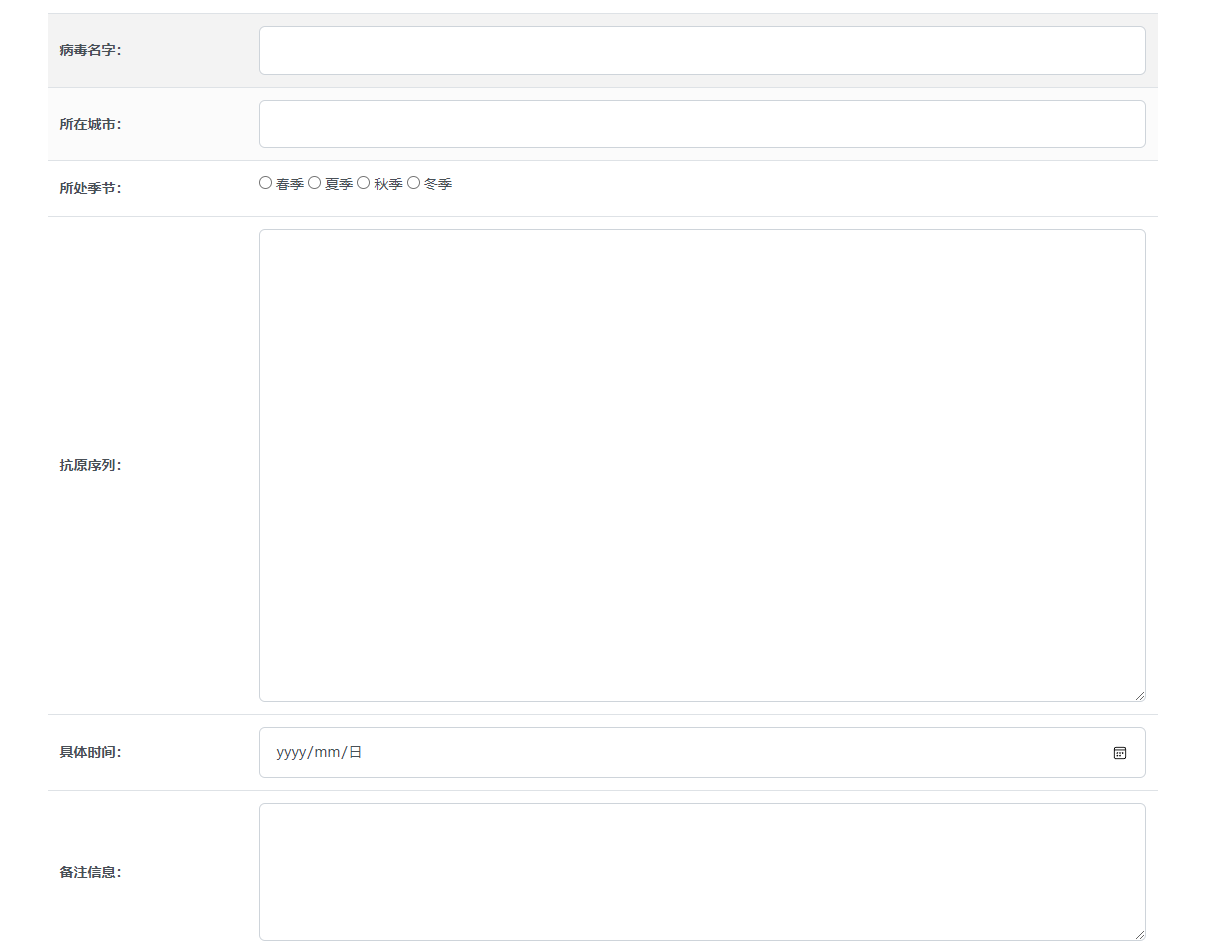 病毒名字：
所在城市：
所处季节： 春季 夏季 秋季 冬季
抗原序列：
具体时间： yyyy/mm/日
备注信息：